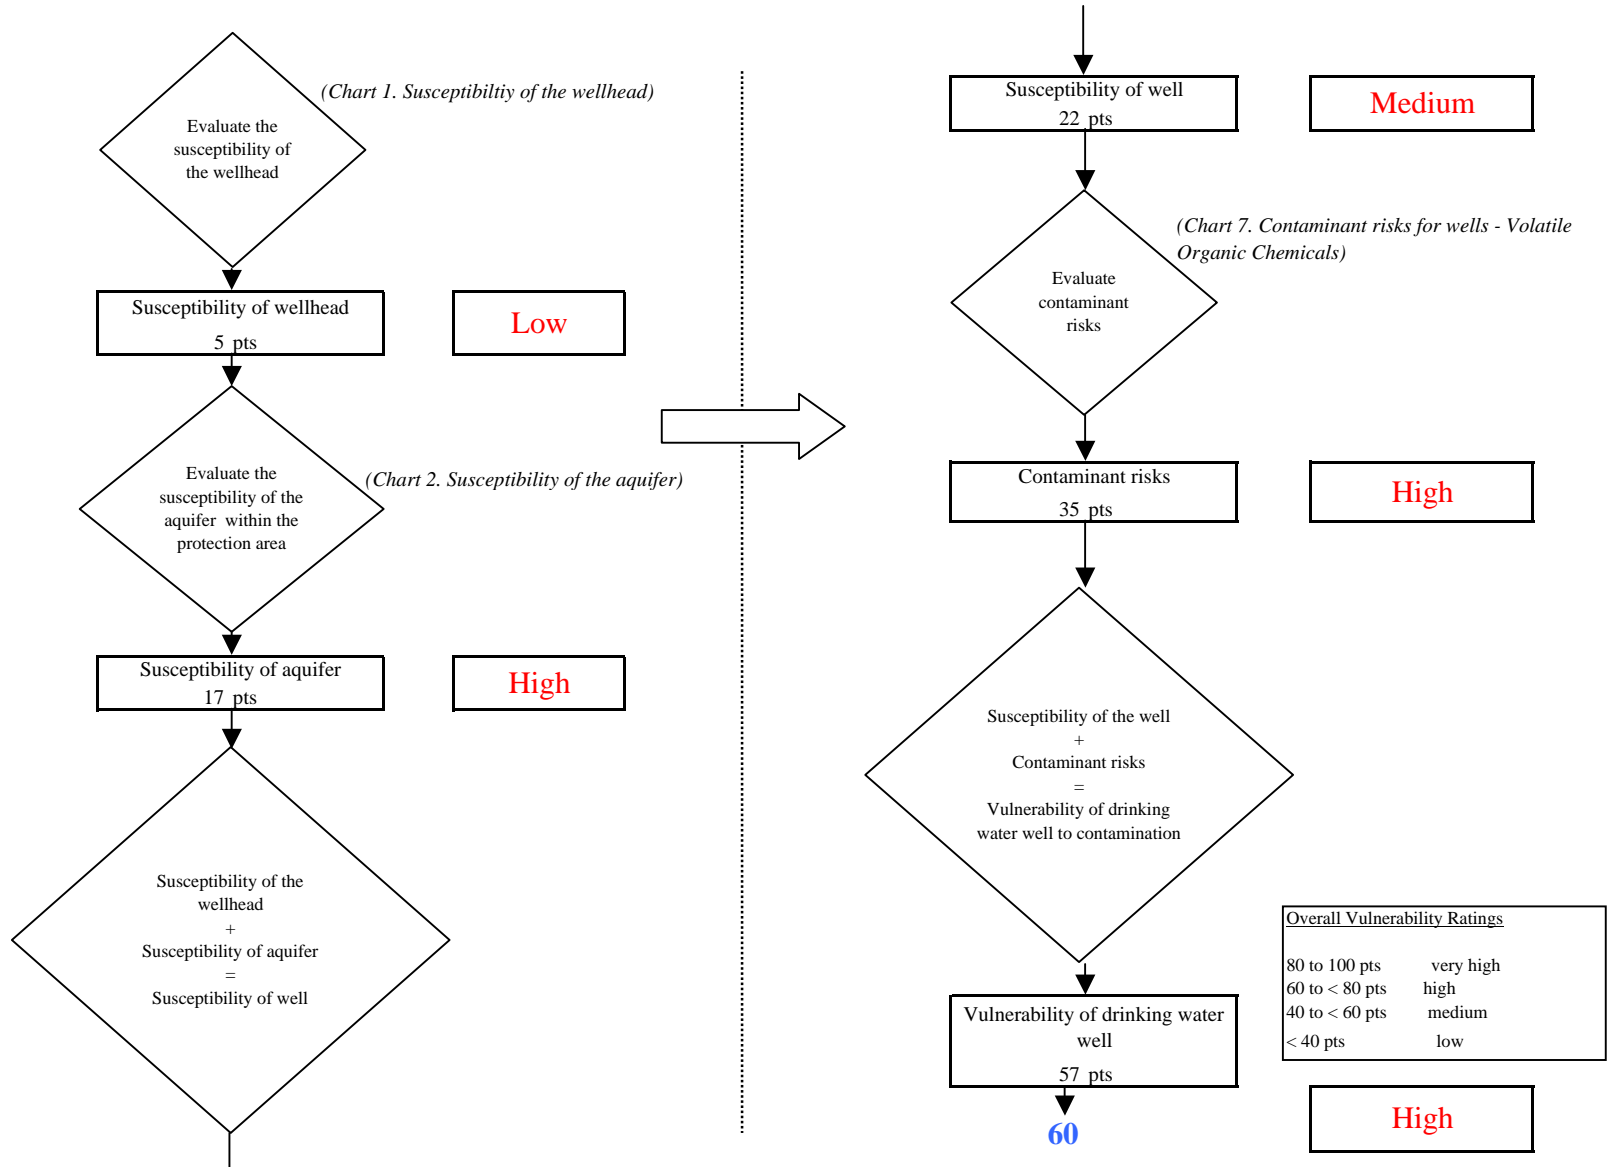 (Chart 1. Susceptibiltiy of the wellhead)
Evaluate the
susceptibility of
the wellhead
Susceptibility of wellhead
5 pts
Low
(Chart 2. Susceptibility of the aquifer)
Evaluate the
susceptibility of the
aquifer within the
protection area
Susceptibility of aquifer
17 pts
High
Susceptibility of the
wellhead
+
Susceptibility of aquifer
=
Susceptibility of well
Susceptibility of well
22 pts
Medium
(Chart 7. Contaminant risks for wells - Volatile
Organic Chemicals)
Evaluate
contaminant
risks
Contaminant risks
35 pts
High
Susceptibility of the well
+
Contaminant risks
=
Vulnerability of drinking
water well to contamination
Overall Vulnerability Ratings
80 to 100 pts very high
60 to < 80 pts high
40 to < 60 pts medium
< 40 pts low
Vulnerability of drinking water
well
57 pts
60
High